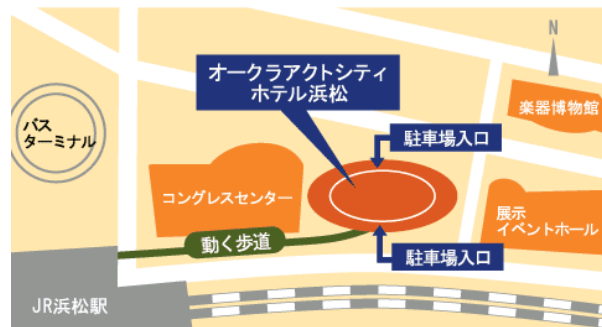 N
オークラアクトシティ
ホテル浜松
楽器博物館
バス
ターミナル
駐車場入口
コングレスセンター
展示
イベントホール
動く歩道
駐車場入口
JR浜松駅